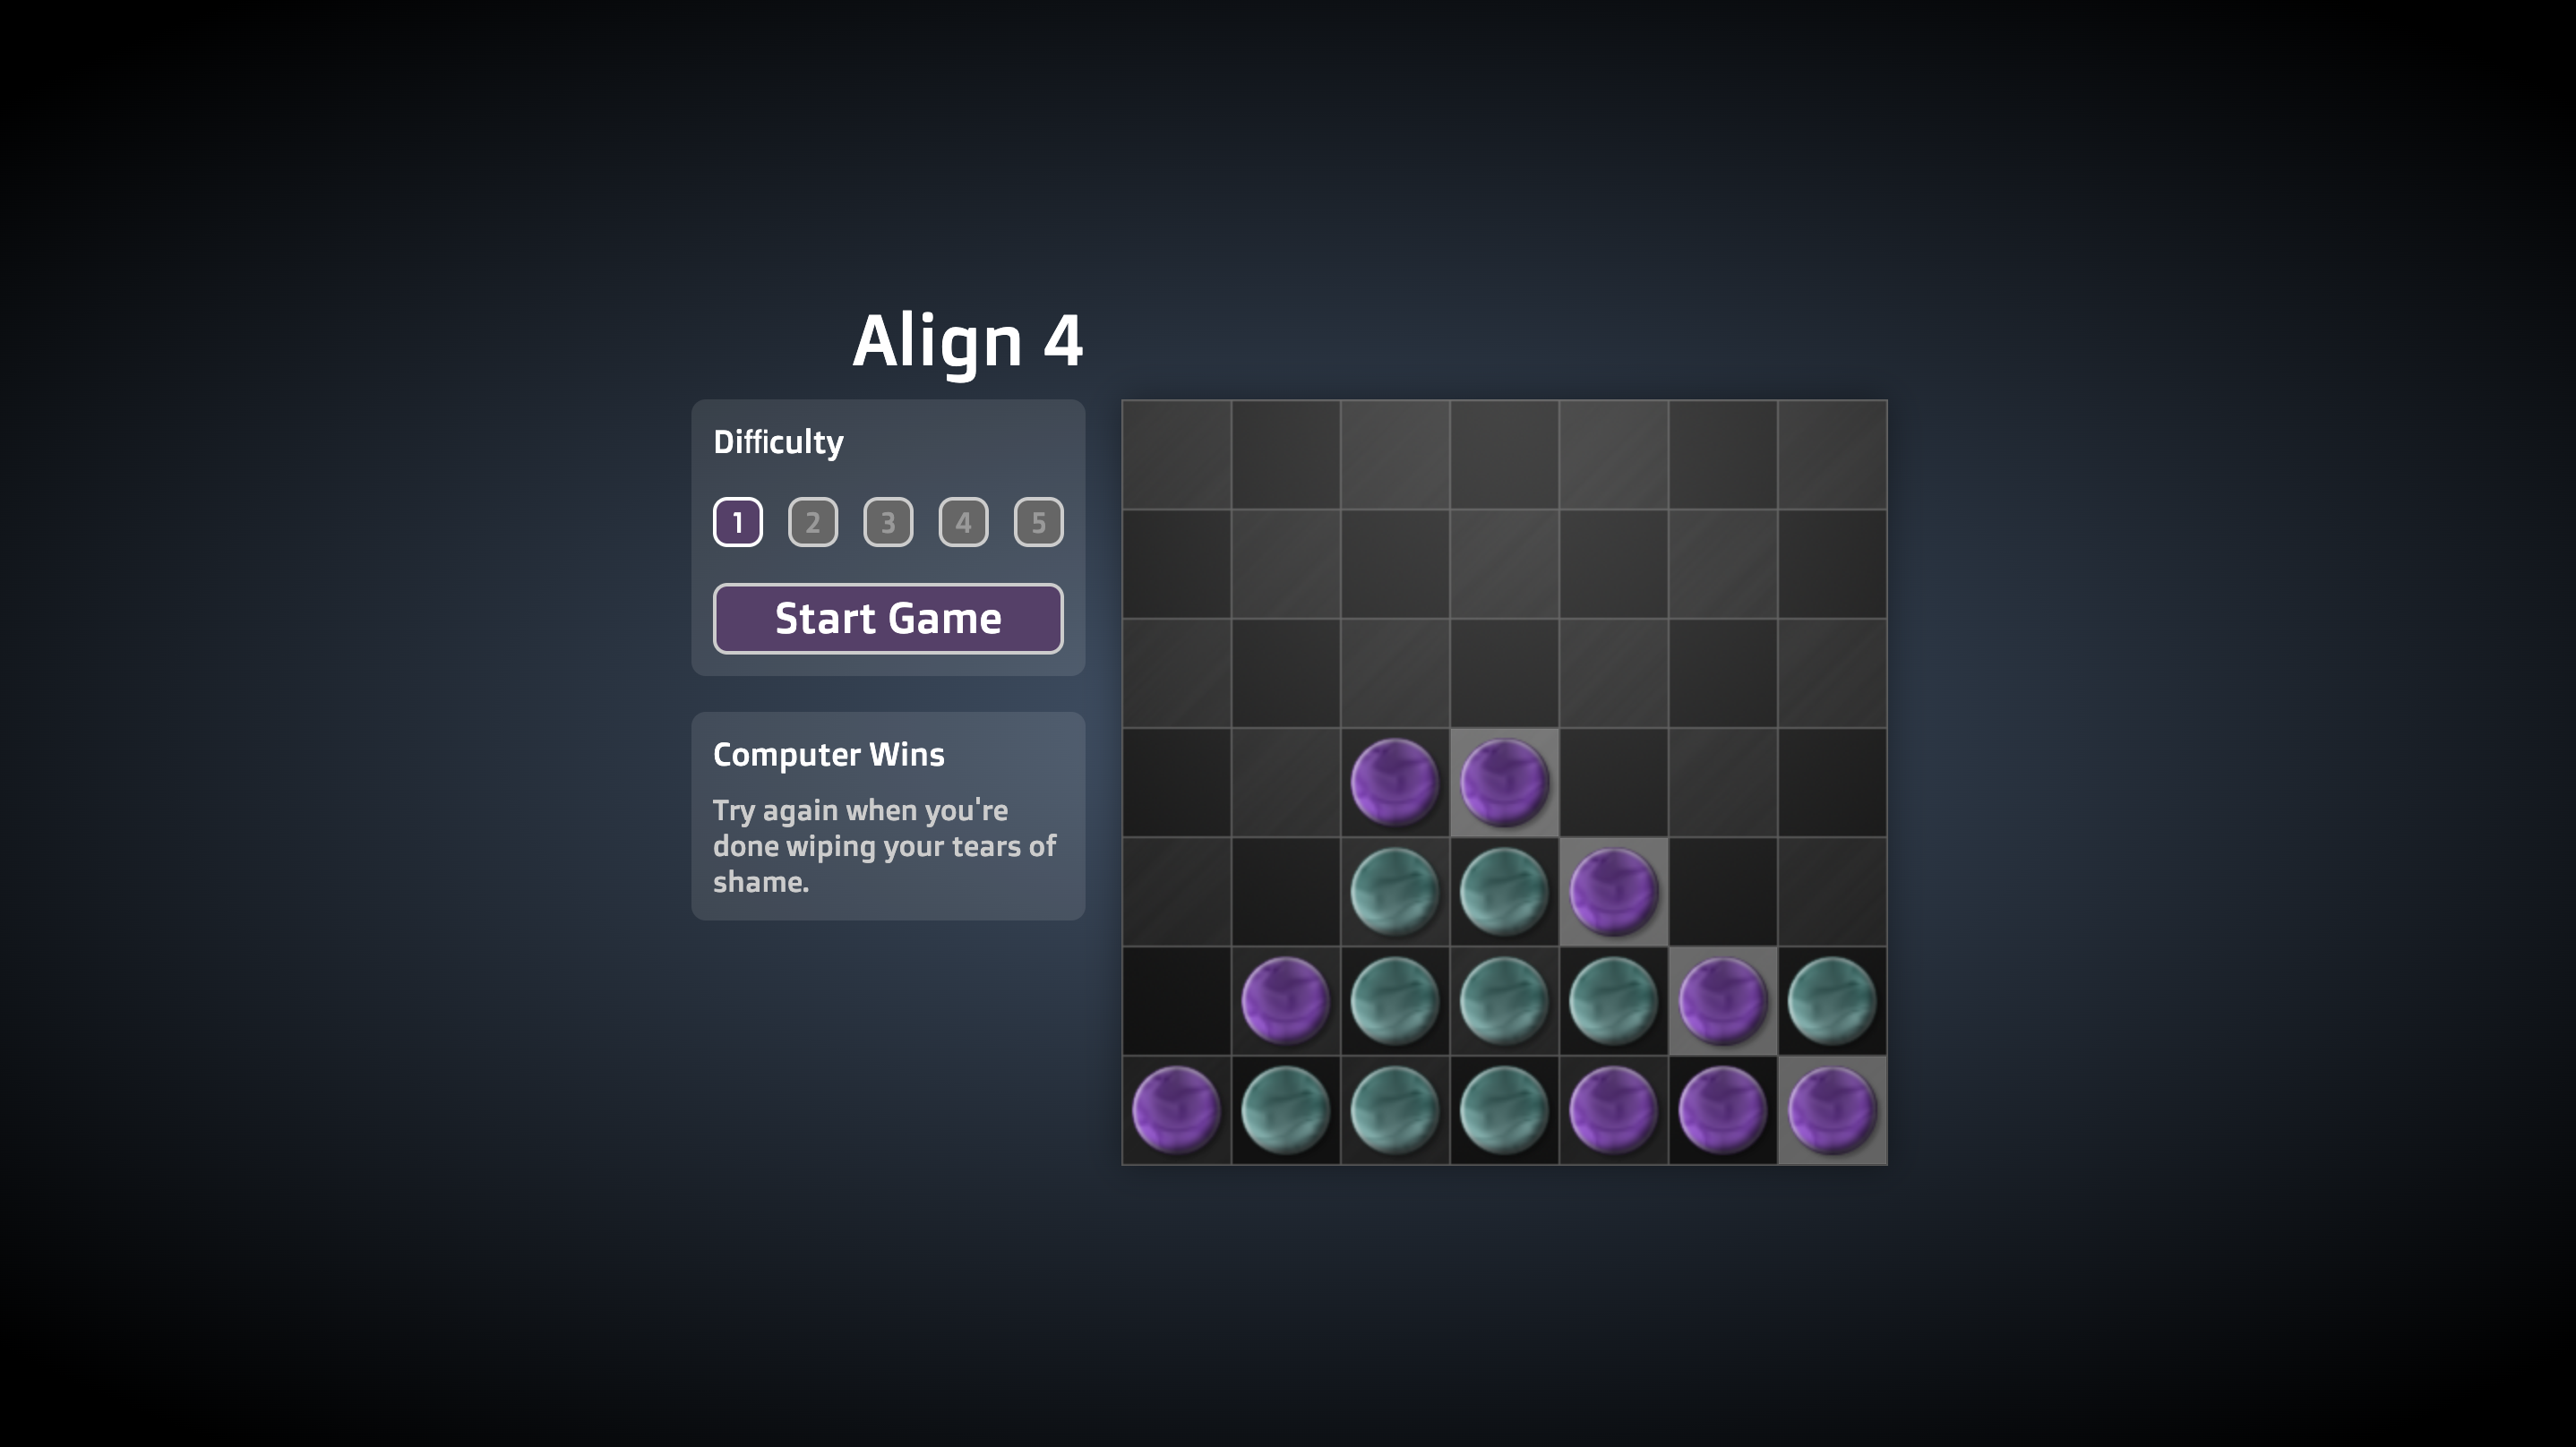 Align 4
Difficulty
1 2 3 4 5
Start Game
Computer Wins
Try again when you're
done wiping your tears of
shame.